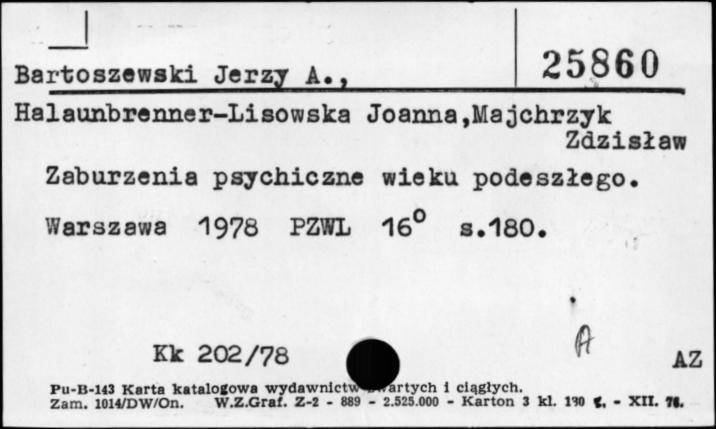 25860
Bartoszewski Jerzy A.,
Halaunbrenner-Lisowska Joanna,Majchrzyk
Zdzisław
Zaburzenia psychiczne wieku podeszłego.
Warszawa 1978 PZWL 16⁰ s.180.
A
Kk 202/78
AZ
Pu-B-143 Karta katalogowa wydawnictw i ciągłych.
Zam. 1014/DW/On. W.Z.Graf. Z-2 - 889 - 2.525.000 - Karton 3 kl. - XII.